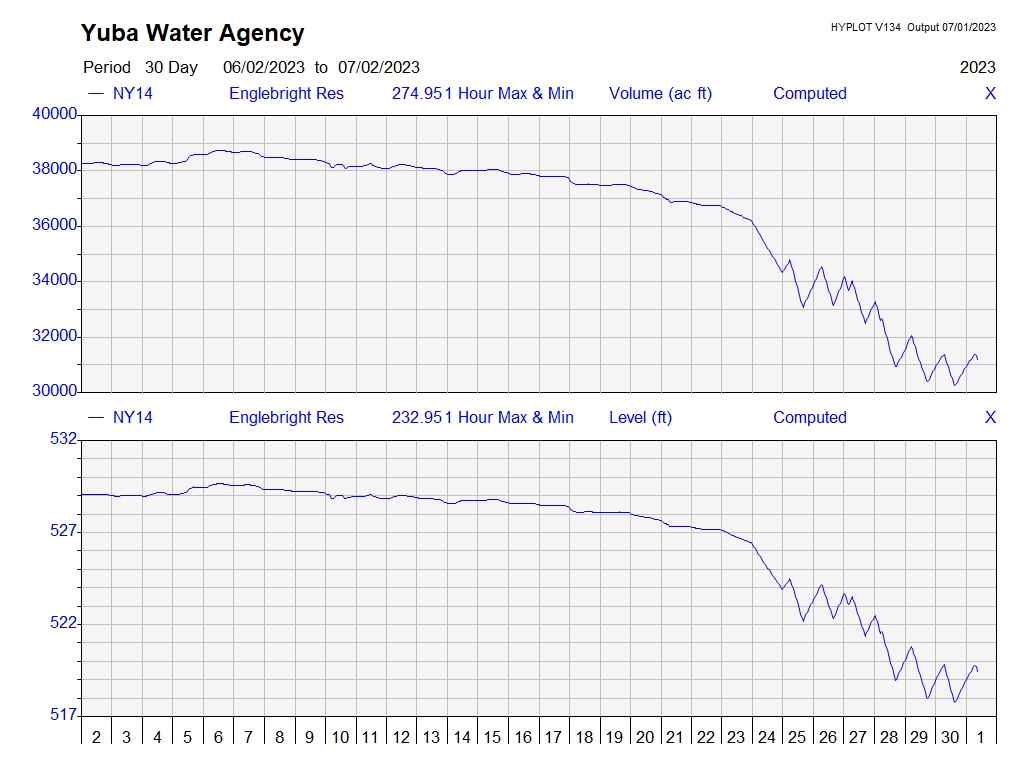 Yuba Water Agency
HYPLOT V134 Output 07/01/2023
Period 30 Day 06/02/2023 to 07/02/2023 2023
NY14 Englebright Res 274.951 Hour Max & Min Volume (ac ft) Computed X
40000
38000
36000
34000
32000
30000
NY14 Englebright Res 232.951 Hour Max & Min Level (ft) Computed X
532
527
522
517
2 3 4 5 6 7 8 9 10 11 12 13 14 15 16 17 18 19 20 21 22 23 24 25 26 27 28 29 30 1